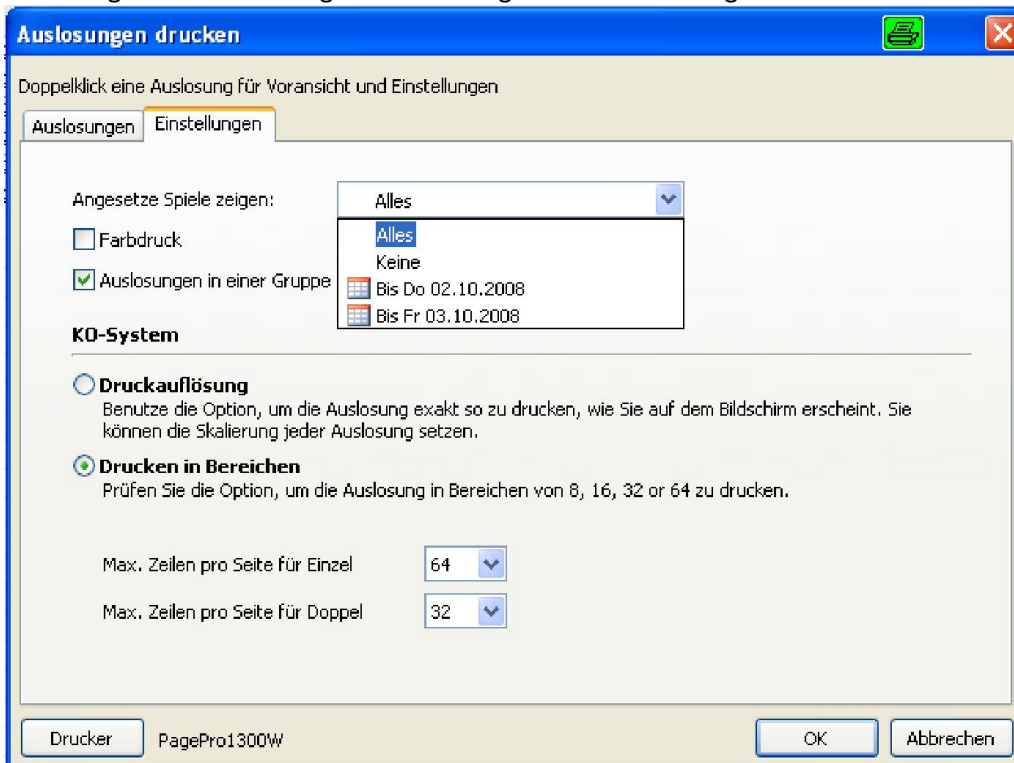 Auslosungen drucken
Doppelklick eine Auslosung für Voransicht und Einstellungen
Auslosungen
Einstellungen
Angesetze Spiele zeigen:
Alles
Alles
Keine
Bis Do 02.10.2008
Bis Fr 03.10.2008
Farbdruck
Auslosungen in einer Gruppe
KO-System
Druckauflösung
Benutze die Option, um die Auslosung exakt so zu drucken, wie Sie auf dem Bildschirm erscheint. Sie
können die Skalierung jeder Auslosung setzen.
Drucken in Bereichen
Prüfen Sie die Option, um die Auslosung in Bereichen von 8, 16, 32 or 64 zu drucken.
Max. Zeilen pro Seite für Einzel
64
Max. Zeilen pro Seite für Doppel
32
Drucker
PagePro1300W
OK
Abbrechen